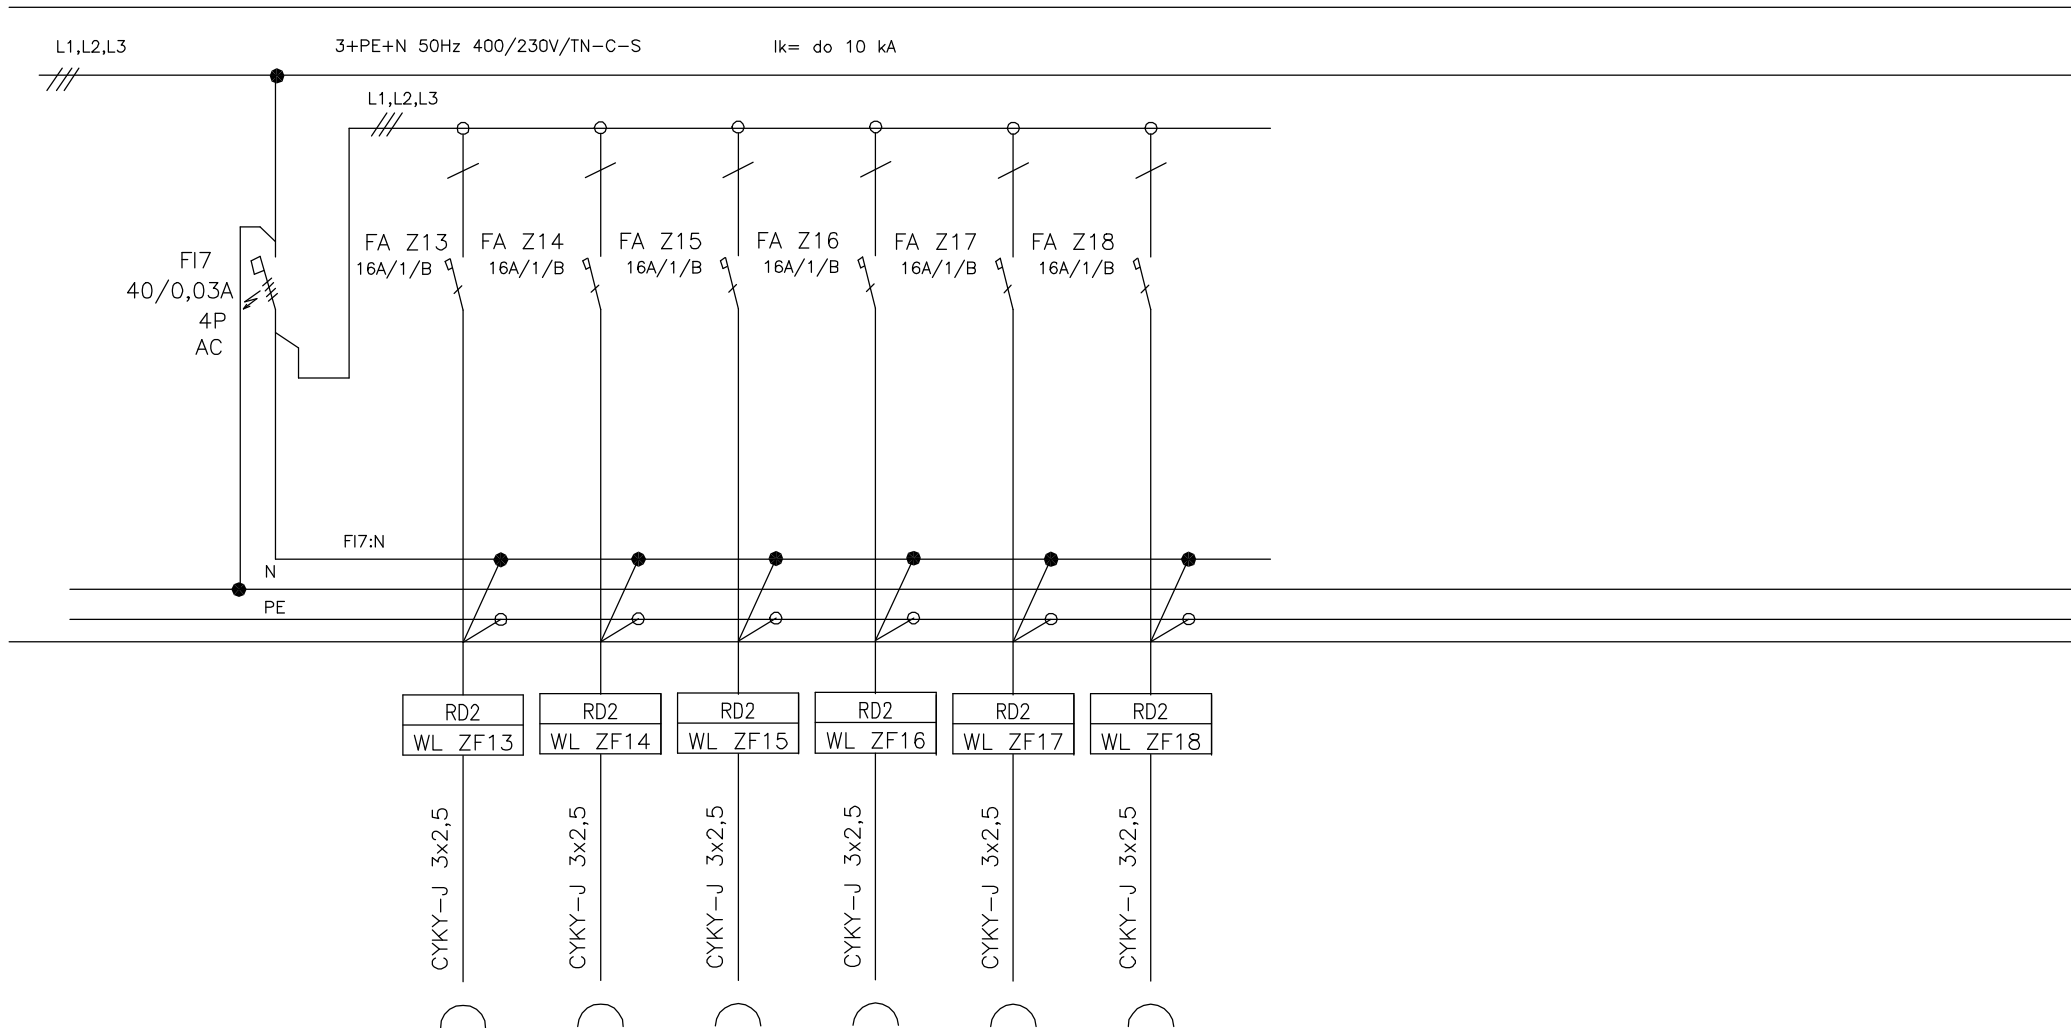 L1,L2,L3
3+PE+N 50Hz 400/230V/TN-C-S
Ik= do 10 kA
L1,L2,L3
FI7
40/0,03A
4P
AC
FA Z13
16A/1/B
FA Z14
16A/1/B
FA Z15
16A/1/B
FA Z16
16A/1/B
FA Z17
16A/1/B
FA Z18
16A/1/B
FI7:N
N
PE
RD2
WL ZF13
RD2
WL ZF14
RD2
WL ZF15
RD2
WL ZF16
RD2
WL ZF17
RD2
WL ZF18
CYKY-J 3x2,5
CYKY-J 3x2,5
CYKY-J 3x2,5
CYKY-J 3x2,5
CYKY-J 3x2,5
CYKY-J 3x2,5